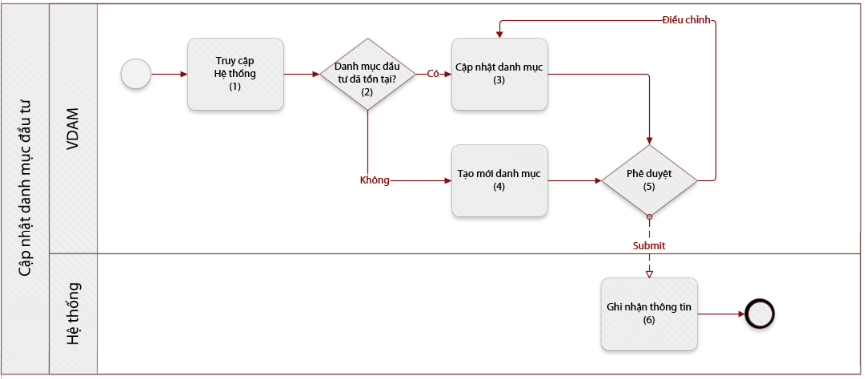 Cập nhật danh mục đầu tư
VDAM
Truy cập
Hệ thống
(1)
Danh mục đầu
tư đã tồn tại?
(2)
Có
Cập nhật danh mục
(3)
Điều chỉnh
Không
Tạo mới danh mục
(4)
Phê duyệt
(5)
Submit
Hệ thống
Ghi nhận thông tin
(6)